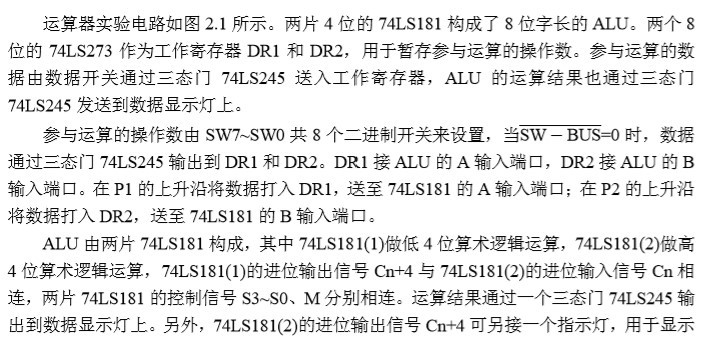 运算器实验电路如图 2.1 所示。两片 4 位的 74LS181 构成了 8 位字长的 ALU。两个 8
位的 74LS273 作为工作寄存器 DR1 和 DR2，用于暂存参与运算的操作数。参与运算的数
据由数据开关通过三态门 74LS245 送入工作寄存器，ALU 的运算结果也通过三态门
74LS245 发送到数据显示灯上。
参与运算的操作数由 SW7~SW0 共 8 个二进制开关来设置，当SW－BUS=0 时，数据
通过三态门 74LS245 输出到 DR1 和 DR2。DR1 接 ALU 的 A 输入端口，DR2 接 ALU 的 B
输入端口。在 P1 的上升沿将数据打入 DR1，送至 74LS181 的 A 输入端口；在 P2 的上升沿
将数据打入 DR2，送至 74LS181 的 B 输入端口。
ALU 由两片 74LS181 构成，其中 74LS181(1)做低 4 位算术逻辑运算，74LS181(2)做高
4 位算术逻辑运算，74LS181(1)的进位输出信号 Cn+4 与 74LS181(2)的进位输入信号 Cn 相
连，两片 74LS181 的控制信号 S3~S0、M 分别相连。运算结果通过一个三态门 74LS245 输
出到数据显示灯上。另外，74LS181(2)的进位输出信号 Cn+4 可另接一个指示灯，用于显示